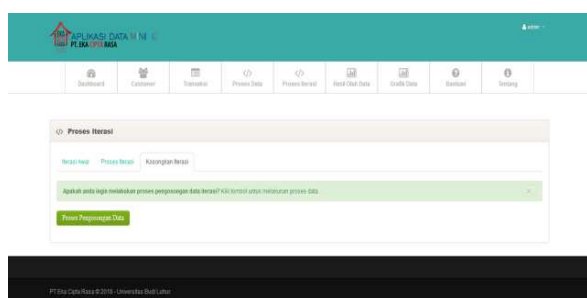 APLIKASI DATA MINING
PT. EKA CIPTA RASA
admin
Dashboard Customer Transaksi Proses Data Proses Iterasi Hasil Olah Data Grafik Data Bantuan Tentang
</> Proses Iterasi
Iterasi Awal Proses Iterasi Kosongkan Iterasi
Apakah anda ingin melakukan proses pengosongan data iterasi? Klik tombol untuk melakukan proses data. ×
Proses Pengosongan Data
PT.Eka Cipta Rasa © 2016 - Universitas Budi Luhur